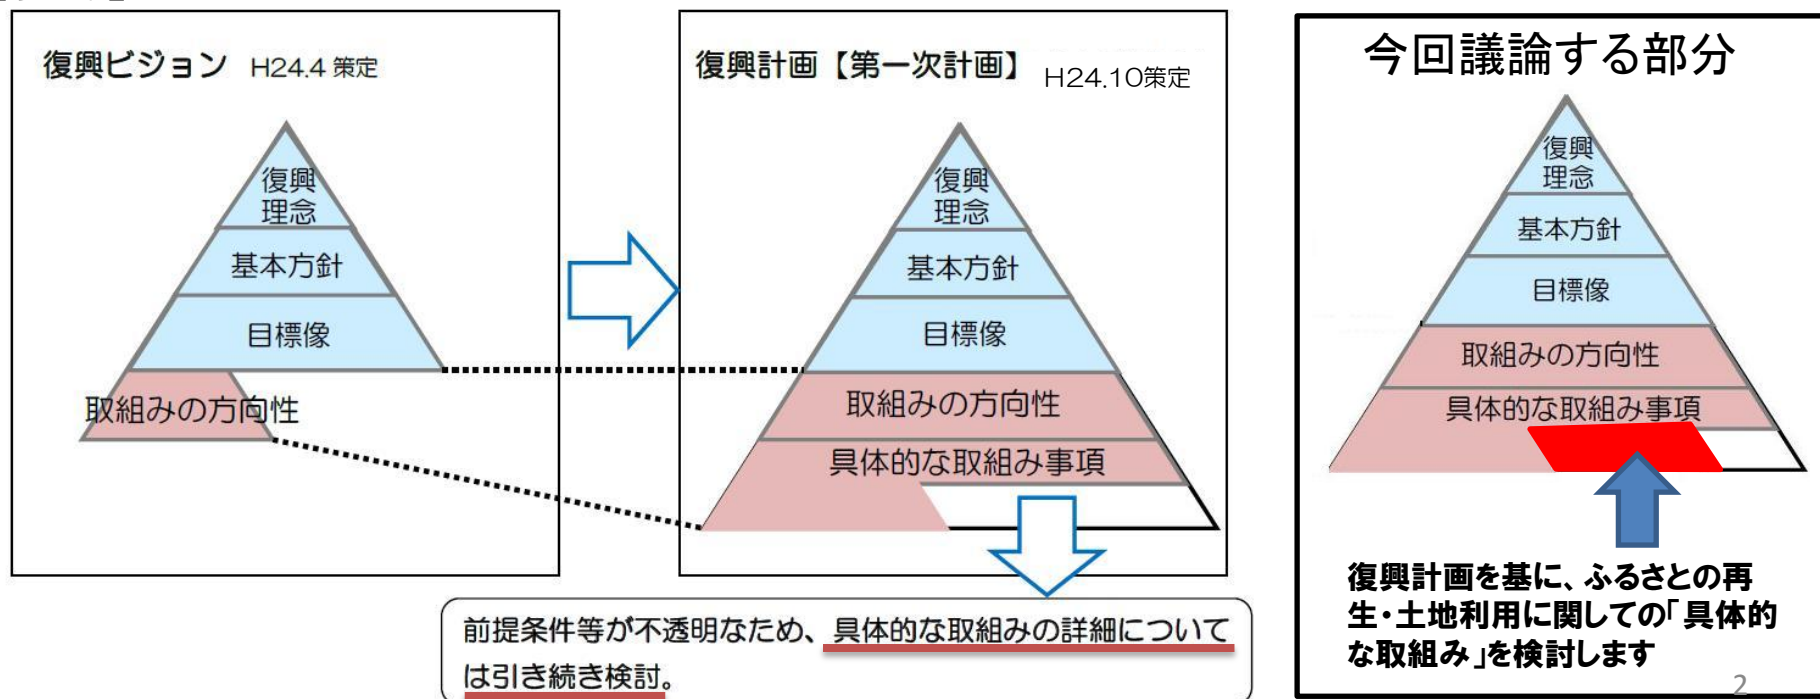 復興ビジョン H24.4 策定
復興
理念
基本方針
目標像
取組みの方向性
復興計画【第一次計画】 H24.10策定
復興
理念
基本方針
目標像
取組みの方向性
具体的な取組み事項
前提条件等が不透明なため、具体的な取組みの詳細について
は引き続き検討。
今回議論する部分
復興
理念
基本方針
目標像
取組みの方向性
具体的な取組み事項
復興計画を基に、ふるさとの再
生・土地利用に関しての「具体的
な取組み」を検討します
2